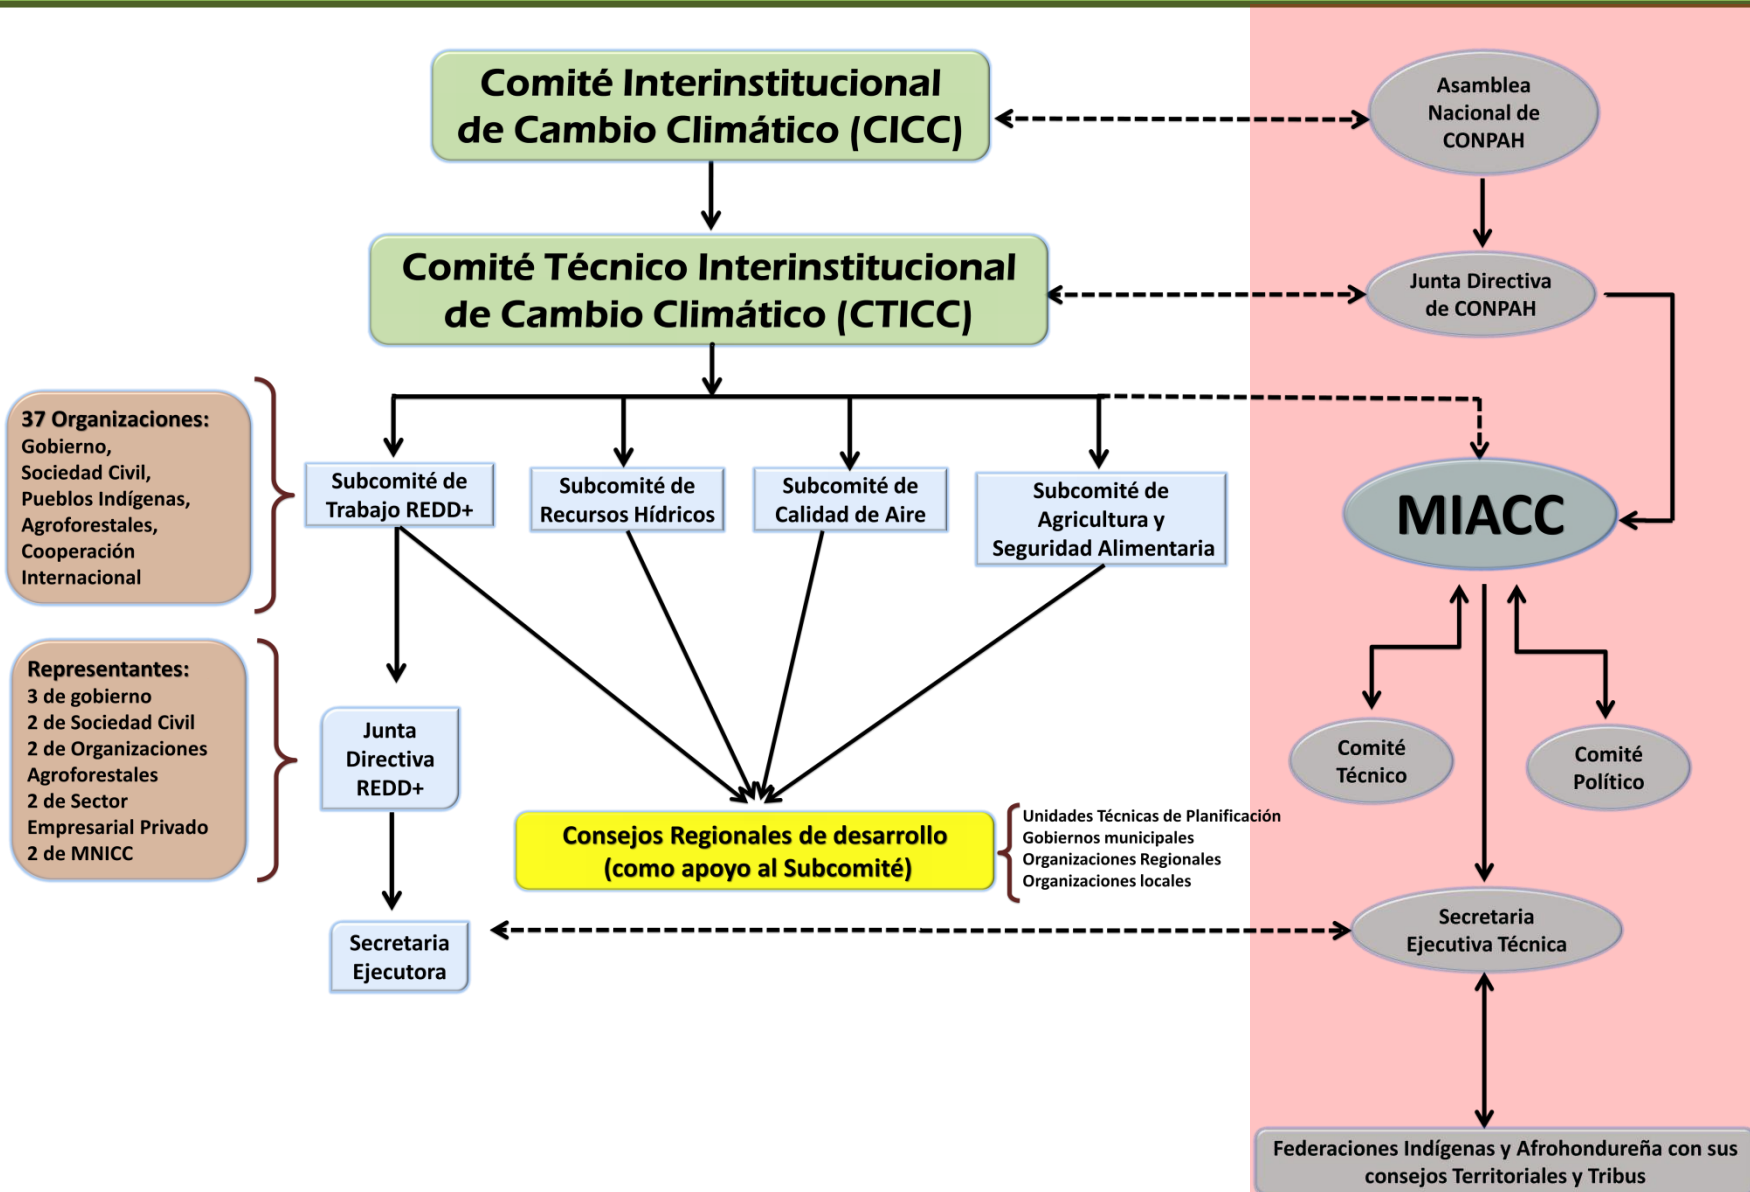 Comité Interinstitucional
de Cambio Climático (CICC)
Asamblea
Nacional de
CONPAH
Comité Técnico Interinstitucional
de Cambio Climático (CTICC)
Junta Directiva
de CONPAH
37 Organizaciones:
Gobierno,
Sociedad Civil,
Pueblos Indígenas,
Agroforestales,
Cooperación
Internacional
Subcomité de
Trabajo REDD+
Subcomité de
Recursos Hídricos
Subcomité de
Calidad de Aire
Subcomité de
Agricultura y
Seguridad Alimentaria
MIACC
Representantes:
3 de gobierno
2 de Sociedad Civil
2 de Organizaciones
Agroforestales
2 de Sector
Empresarial Privado
2 de MNICC
Junta
Directiva
REDD+
Comité
Técnico
Comité
Político
Consejos Regionales de desarrollo
(como apoyo al Subcomité)
Unidades Técnicas de Planificación
Gobiernos municipales
Organizaciones Regionales
Organizaciones locales
Secretaria
Ejecutora
Secretaria
Ejecutiva Técnica
Federaciones Indígenas y Afrohondureña con sus
consejos Territoriales y Tribus